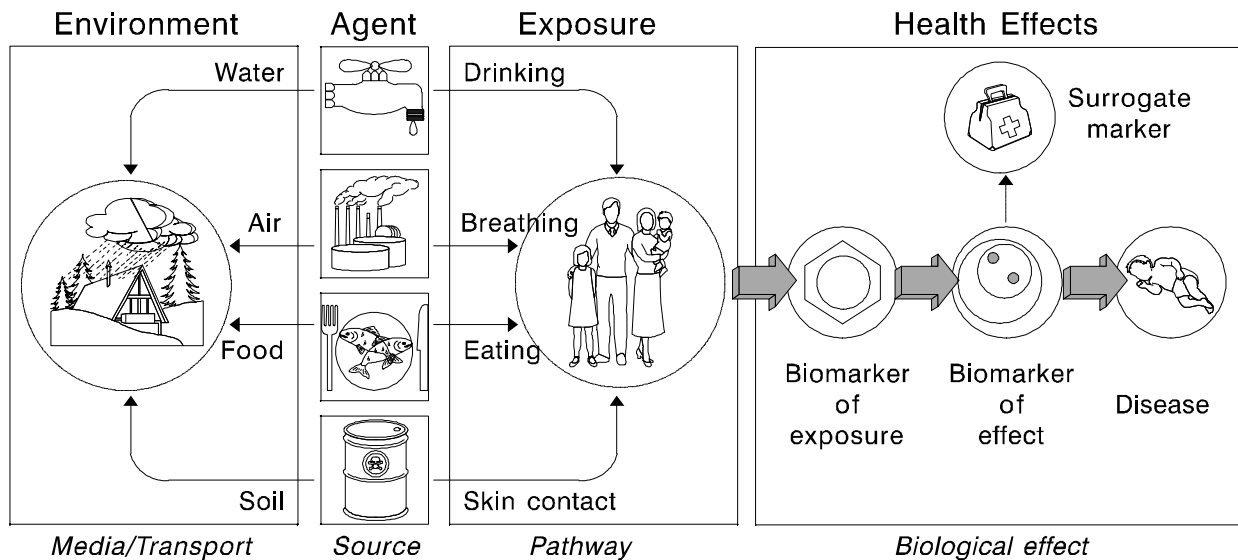 Environment
Agent
Exposure
Health Effects
Water
Drinking
Surrogate
marker
Air
Breathing
Food
Eating
Biomarker
of
exposure
Biomarker
of
effect
Disease
Soil
Skin contact
Media/Transport
Source
Pathway
Biological effect